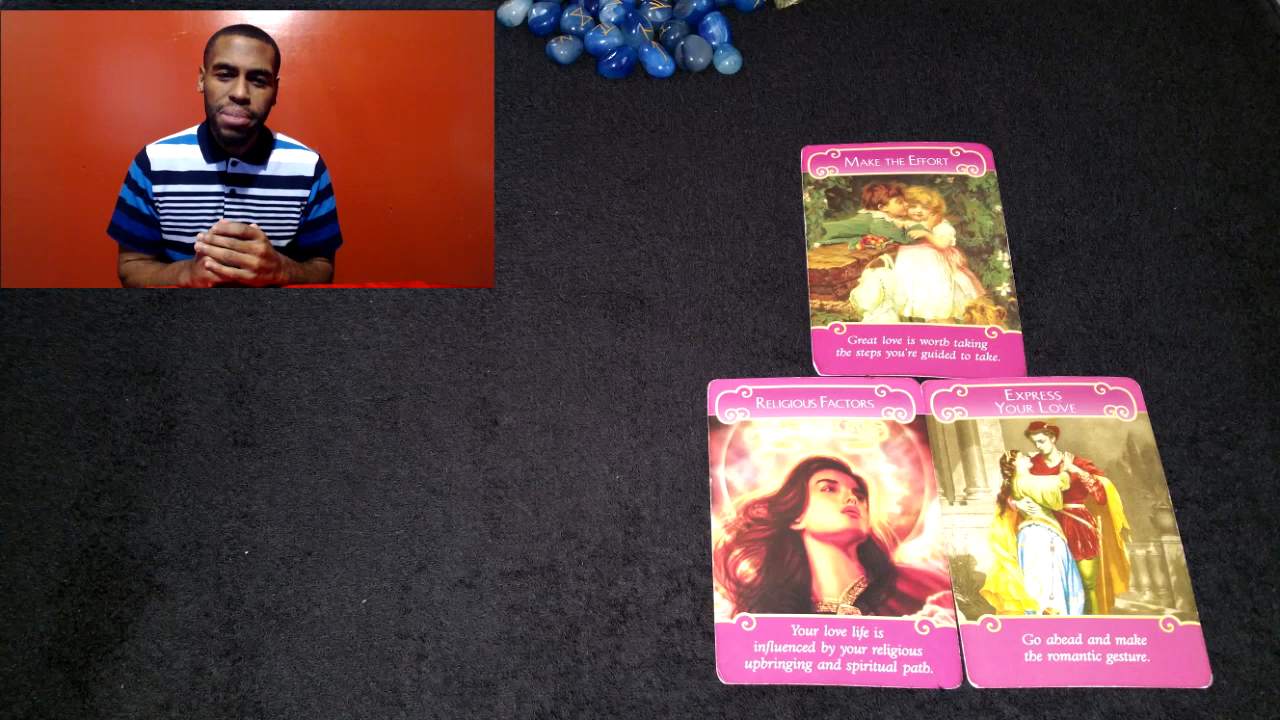 MAKE THE EFFORT
Great love is worth taking
the steps you're guided to take.
RELIGIOUS FACTORS
Your love life is
influenced by your religious
upbringing and spiritual path.
EXPRESS
YOUR LOVE
Go ahead and make
the romantic gesture.